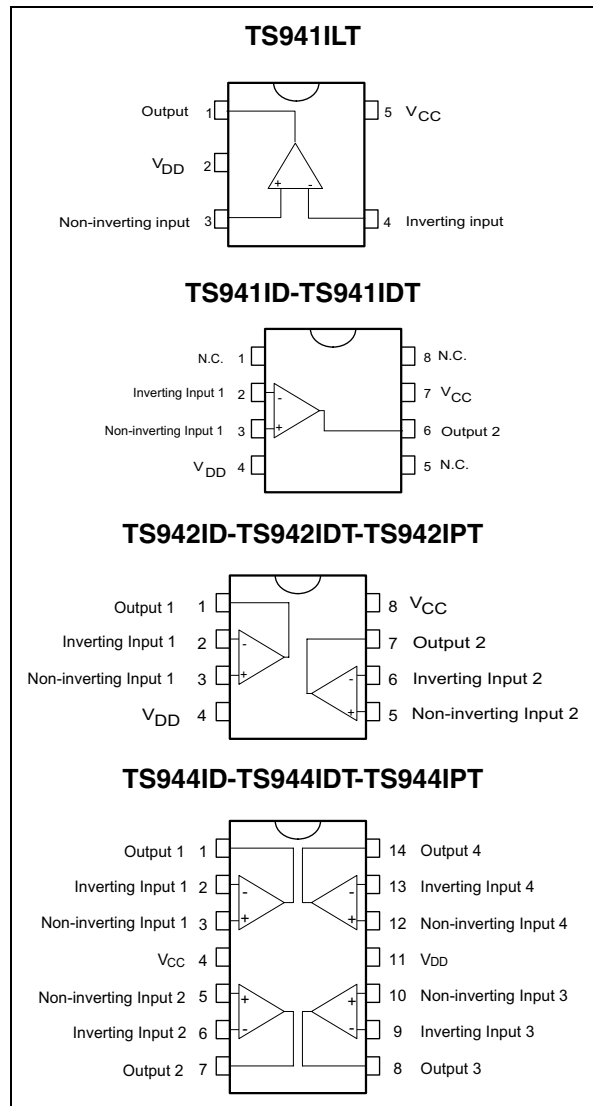 TS941ILT
Output 1 5 VCC
VDD 2
+ -
Non-inverting input 3 4 Inverting input
TS941ID-TS941IDT
N.C. 1 8 N.C.
Inverting Input 1 2 - 7 VCC
Non-inverting Input 1 3 + 6 Output 2
VDD 4 5 N.C.
TS942ID-TS942IDT-TS942IPT
Output 1 1 8 VCC
Inverting Input 1 2 - 7 Output 2
Non-inverting Input 1 3 + - 6 Inverting Input 2
VDD 4 + 5 Non-inverting Input 2
TS944ID-TS944IDT-TS944IPT
Output 1 1 14 Output 4
Inverting Input 1 2 - - 13 Inverting Input 4
Non-inverting Input 1 3 + + 12 Non-inverting Input 4
VCC 4 11 VDD
Non-inverting Input 2 5 + + 10 Non-inverting Input 3
Inverting Input 2 6 - - 9 Inverting Input 3
Output 2 7 8 Output 3